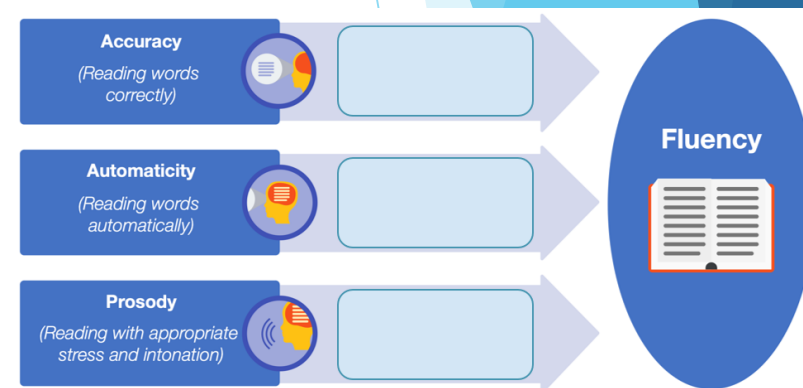 Accuracy
(Reading words
correctly)
Automaticity
(Reading words
automatically)
Prosody
(Reading with appropriate
stress and intonation)
Fluency